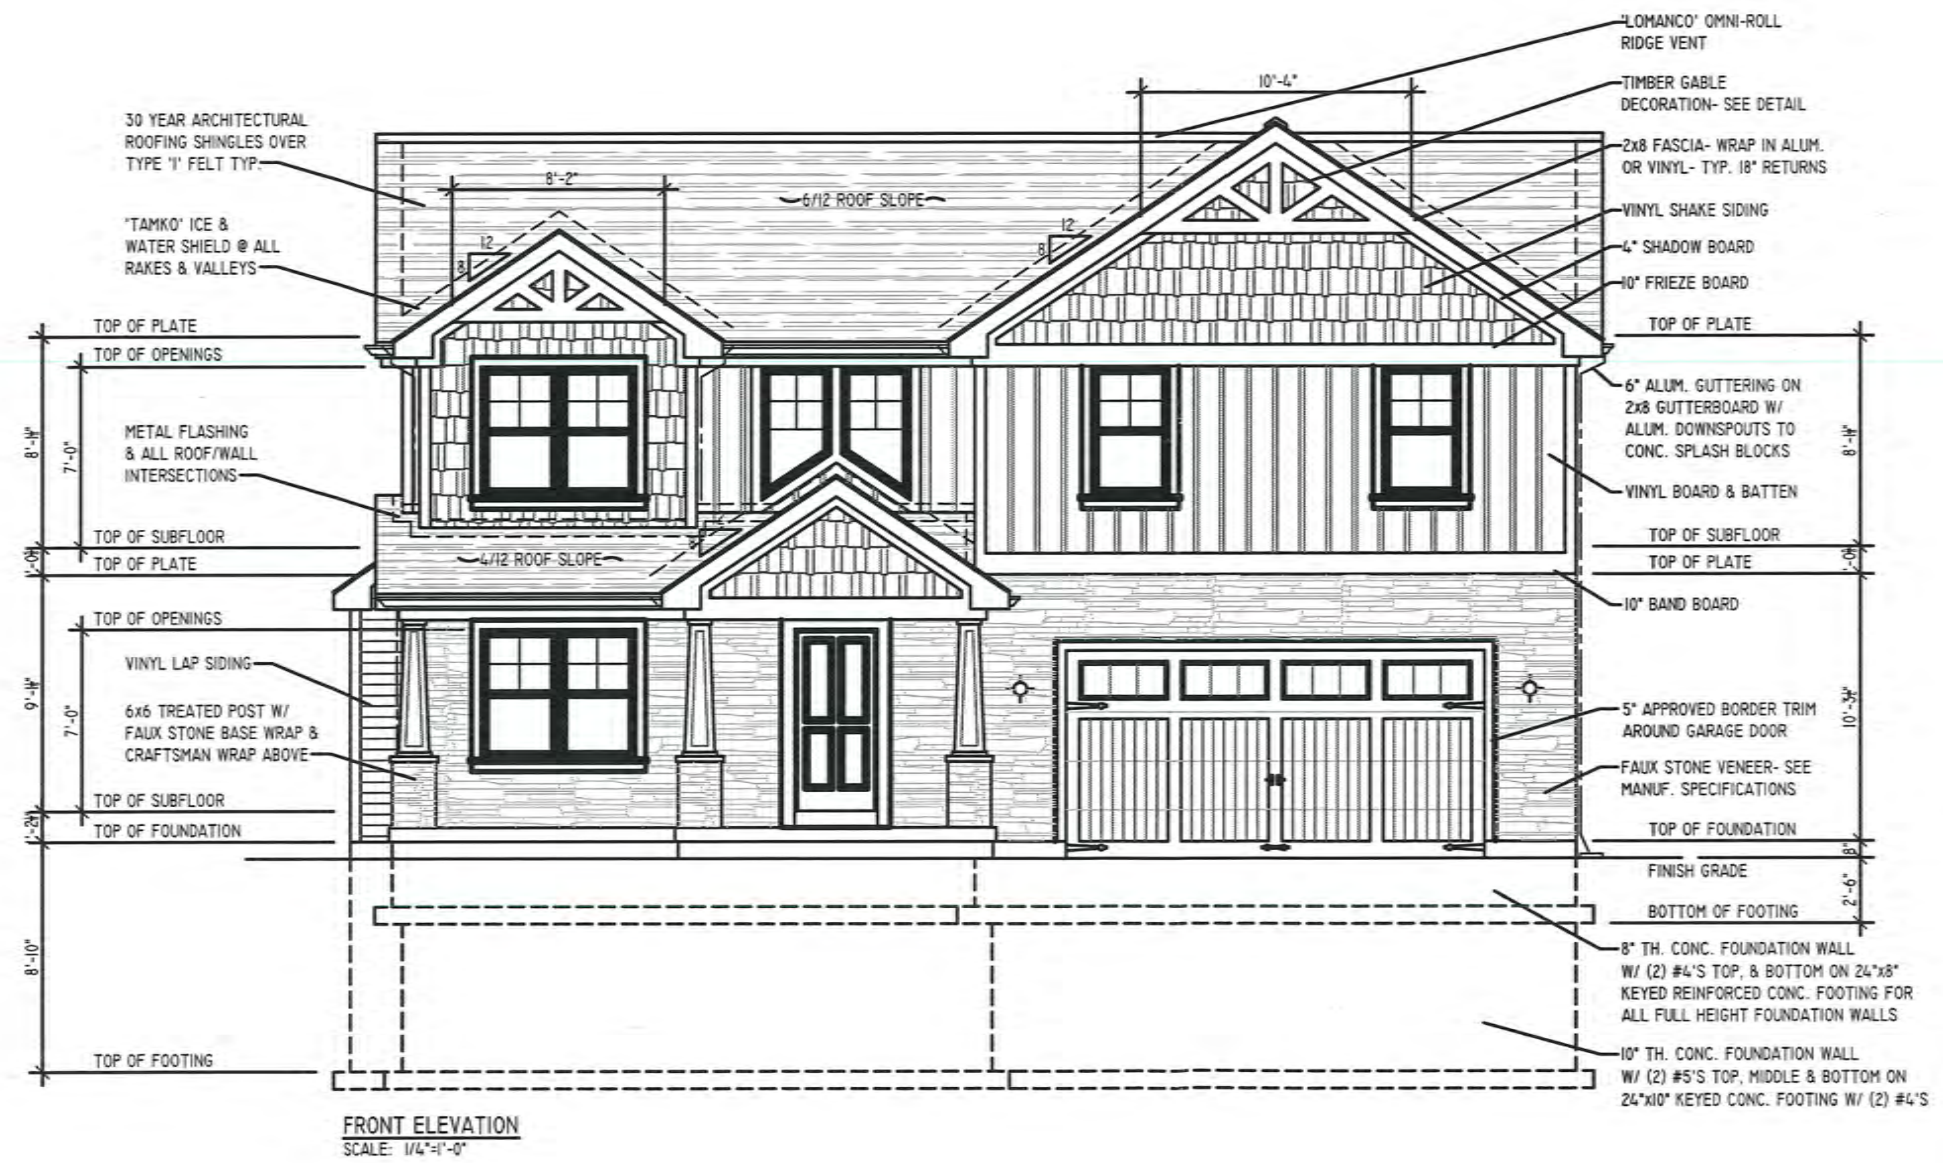 'LOMANCO' OMNI-ROLL
RIDGE VENT
10'-4"
TIMBER GABLE
DECORATION- SEE DETAIL
30 YEAR ARCHITECTURAL
ROOFING SHINGLES OVER
TYPE '1' FELT TYP.
2x8 FASCIA- WRAP IN ALUM.
OR VINYL- TYP. 18" RETURNS
8'-2"
6/12 ROOF SLOPE
VINYL SHAKE SIDING
'TAMKO' ICE &
WATER SHIELD @ ALL
RAKES & VALLEYS
12
8
12
8
4" SHADOW BOARD
10" FRIEZE BOARD
TOP OF PLATE
TOP OF OPENINGS
TOP OF PLATE
6" ALUM. GUTTERING ON
2x8 GUTTERBOARD W/
ALUM. DOWNSPOUTS TO
CONC. SPLASH BLOCKS
8'-1 1/8"
7'-0"
METAL FLASHING
& ALL ROOF/WALL
INTERSECTIONS
8'-1 1/8"
VINYL BOARD & BATTEN
TOP OF SUBFLOOR
TOP OF PLATE
4/12 ROOF SLOPE
8
TOP OF SUBFLOOR
TOP OF PLATE
10" BAND BOARD
TOP OF OPENINGS
VINYL LAP SIDING
7'-0"
6x6 TREATED POST W/
FAUX STONE BASE WRAP &
CRAFTSMAN WRAP ABOVE
5" APPROVED BORDER TRIM
AROUND GARAGE DOOR
FAUX STONE VENEER- SEE
MANUF. SPECIFICATIONS
TOP OF SUBFLOOR
TOP OF FOUNDATION
TOP OF FOUNDATION
8"
FINISH GRADE
2'-6"
BOTTOM OF FOOTING
8'-10"
8" TH. CONC. FOUNDATION WALL
W/ (2) #4'S TOP, & BOTTOM ON 24"x8"
KEYED REINFORCED CONC. FOOTING FOR
ALL FULL HEIGHT FOUNDATION WALLS
TOP OF FOOTING
10" TH. CONC. FOUNDATION WALL
W/ (2) #5'S TOP, MIDDLE & BOTTOM ON
24"x10" KEYED CONC. FOOTING W/ (2) #4'S
FRONT ELEVATION
SCALE: 1/4"=1'-0"